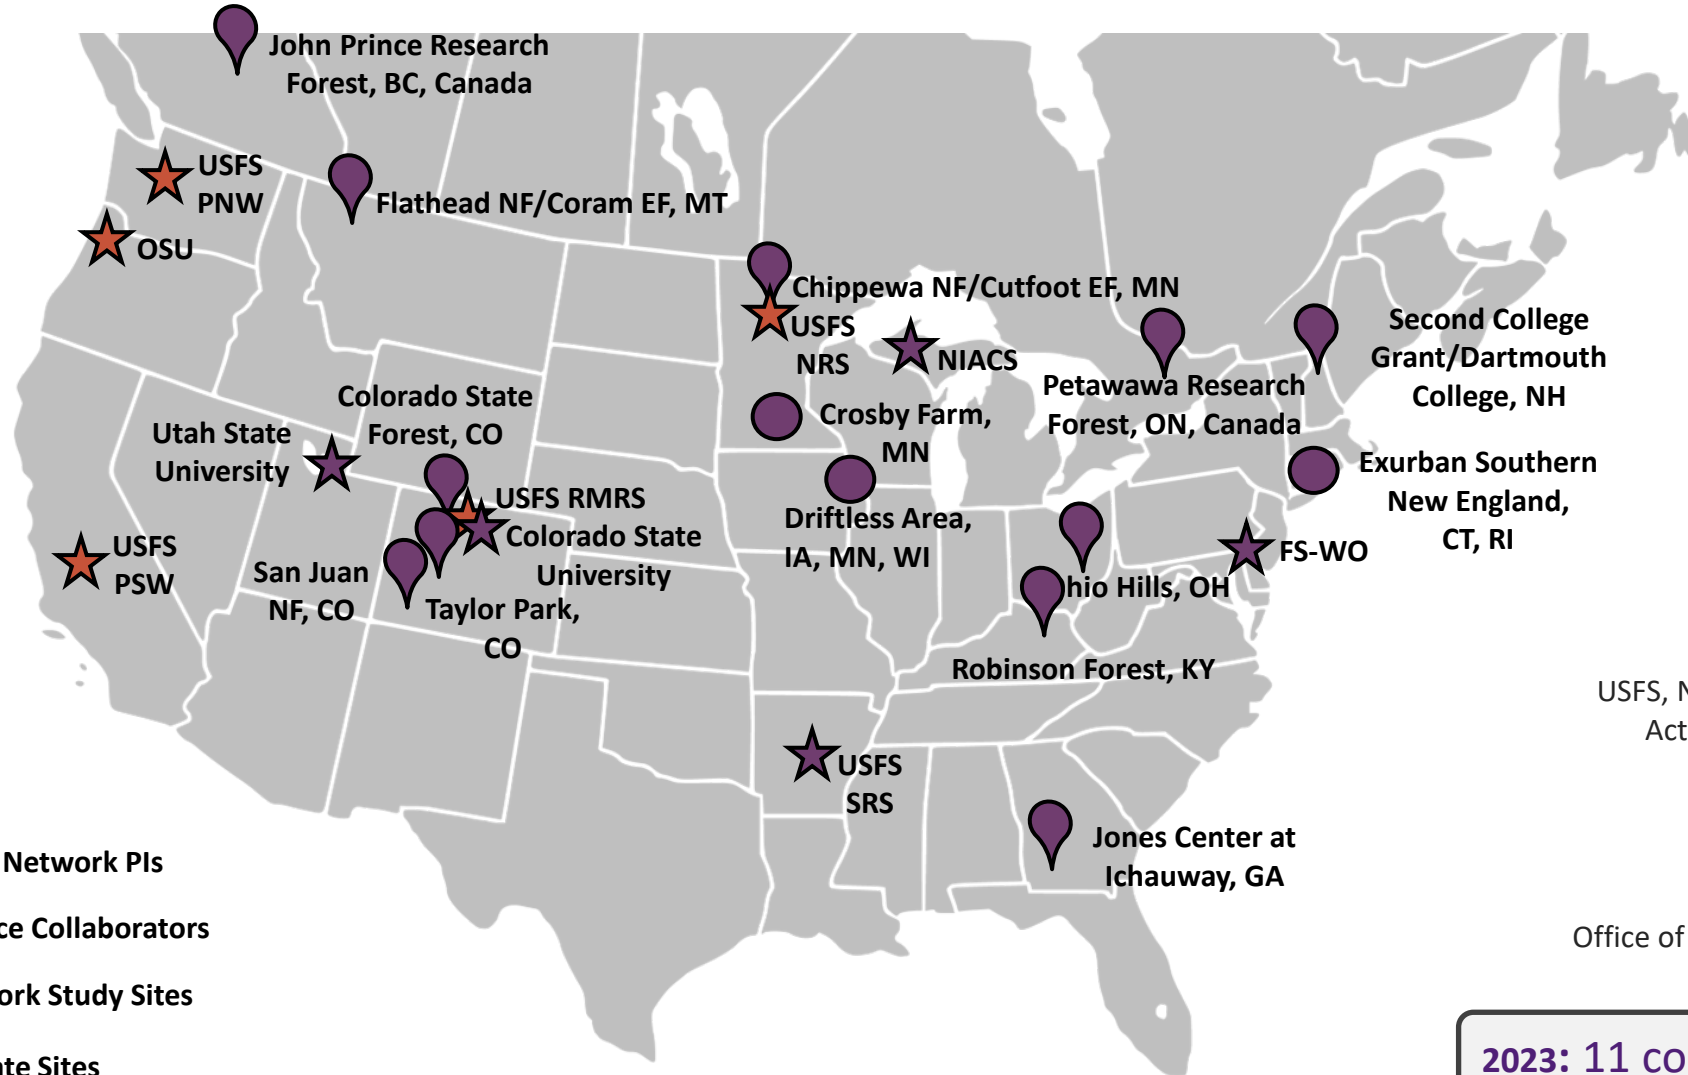 John Prince Research
Forest, BC, Canada
USFS
PNW
Flathead NF/Coram EF, MT
OSU
Chippewa NF/Cutfoot EF, MN
USFS
NRS
NIACS
Second College
Grant/Dartmouth
College, NH
Petawawa Research
Forest, ON, Canada
Colorado State
Forest, CO
Utah State
University
Crosby Farm,
MN
Exurban Southern
New England,
CT, RI
USFS RMRS
Colorado State
University
Driftless Area,
IA, MN, WI
FS-WO
USFS
PSW
San Juan
NF, CO
Taylor Park,
CO
hio Hills, OH
Robinson Forest, KY
USFS, N
Act
USFS
SRS
Jones Center at
Ichauway, GA
Network PIs
ce Collaborators
ork Study Sites
te Sites
Office of
2023: 11 co